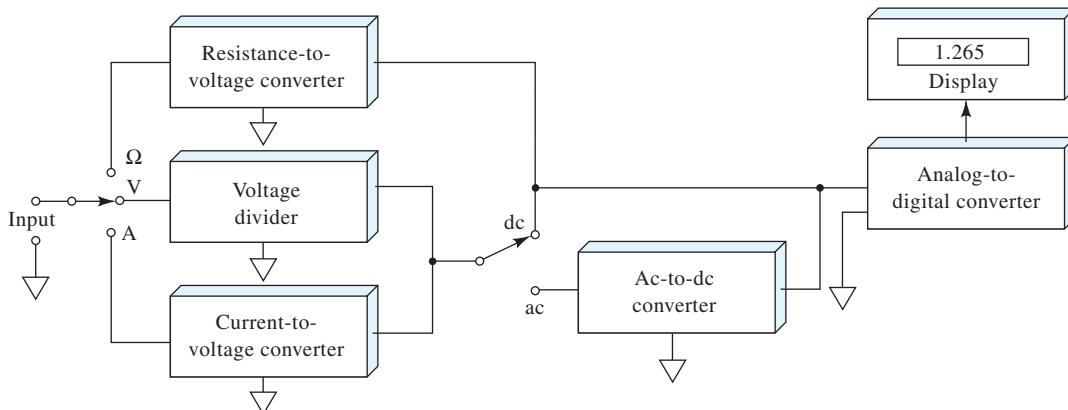 Resistance-to-
voltage converter
1.265
Display
Ω
V
A
Input
Voltage
divider
dc
Analog-to-
digital converter
Current-to-
voltage converter
ac
Ac-to-dc
converter